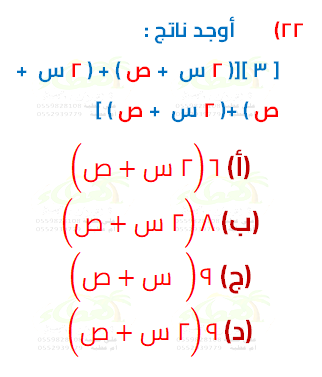 ٢٢) أوجد ناتج :
[ ٣ ][( ٢ س + ص ) + ( ٢ س +
ص ) +( ٢ س + ص ) ]
(أ) ٦( ٢ س + ص)
(ب) ٨( ٢ س + ص)
(ج) ٩( س + ص)
(د) ٩( ٢ س + ص)